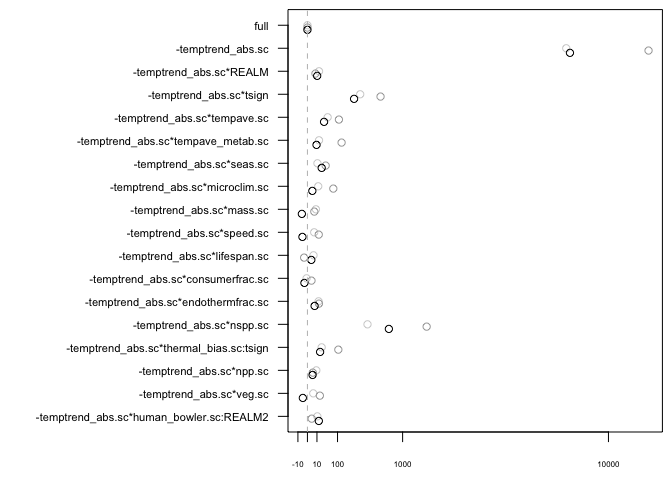 full
-temptrend_abs.sc
-temptrend_abs.sc*REALM
-temptrend_abs.sc*tsign
-temptrend_abs.sc*tempave.sc
-temptrend_abs.sc*tempave_metab.sc
-temptrend_abs.sc*seas.sc
-temptrend_abs.sc*microclim.sc
-temptrend_abs.sc*mass.sc
-temptrend_abs.sc*speed.sc
-temptrend_abs.sc*lifespan.sc
-temptrend_abs.sc*consumerfrac.sc
-temptrend_abs.sc*endothermfrac.sc
-temptrend_abs.sc*nspp.sc
-temptrend_abs.sc*thermal_bias.sc:tsign
-temptrend_abs.sc*npp.sc
-temptrend_abs.sc*veg.sc
-temptrend_abs.sc*human_bowler.sc:REALM2
-10 10 100 1000 10000